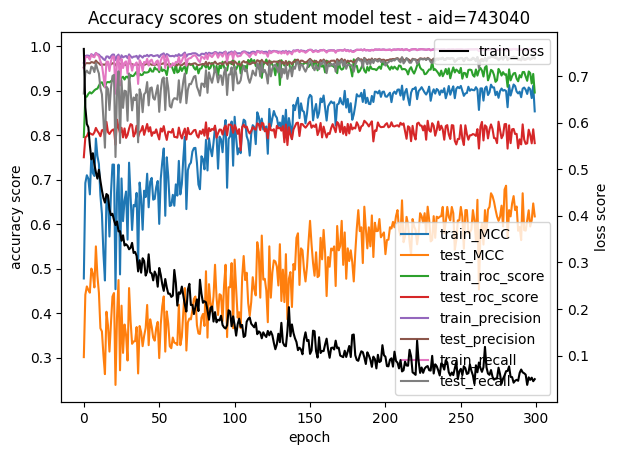 Accuracy scores on student model test - aid=743040
1.0
0.9
0.8
0.7
0.6
0.5
0.4
0.3
accuracy score
0
50
100
150
200
250
300
epoch
0.7
0.6
0.5
0.4
0.3
0.2
0.1
loss score
train_loss
train_MCC
test_MCC
train_roc_score
test_roc_score
train_precision
test_precision
train_recall
test_recall